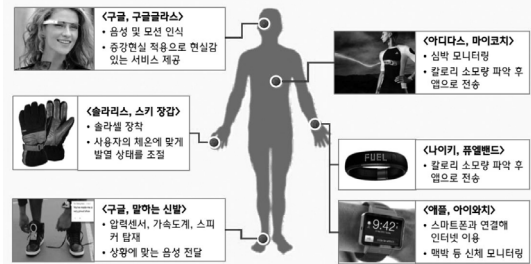 <구글, 구글글라스>
• 음성 및 모션 인식
• 증강현실 적용으로 현실감
있는 서비스 제공
<솔라리스, 스키 장갑>
• 솔라셀 장착
• 사용자의 체온에 맞게
발열 상태를 조절
<구글, 말하는 신발>
• 압력센서, 가속도계, 스피
커 탑재
• 상황에 맞는 음성 전달
<아디다스, 마이코치>
• 심박 모니터링
• 칼로리 소모량 파악 후
앱으로 전송
<나이키, 퓨얼밴드>
• 칼로리 소모량 파악 후
앱으로 전송
FUEL
<애플, 아이와치>
• 스마트폰과 연결해
인터넷 이용
• 맥박 등 신체 모니터링
9:42